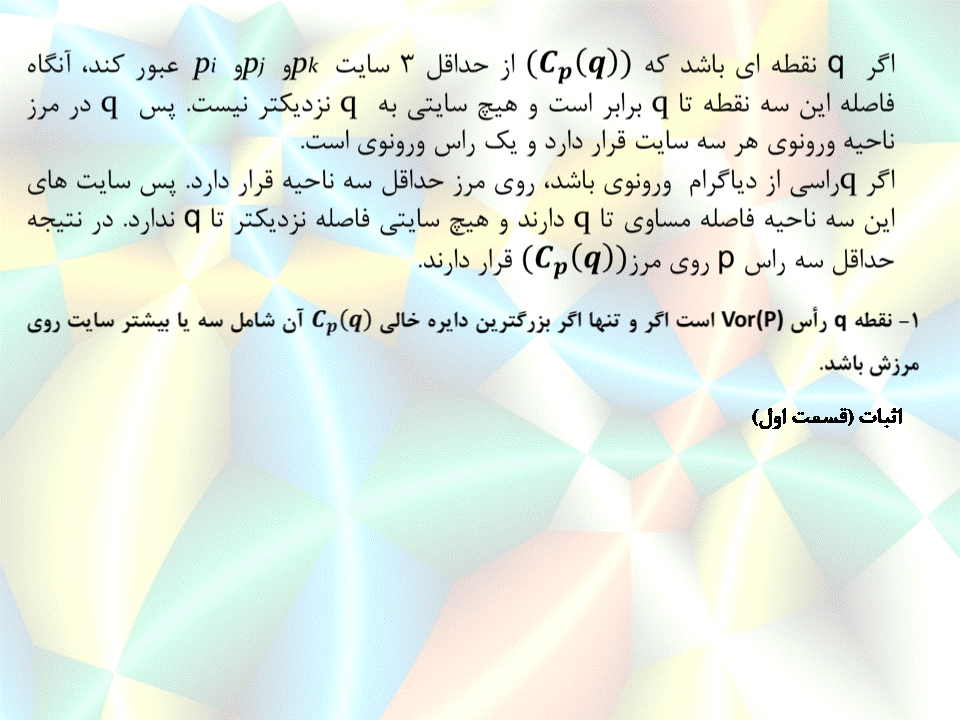 اگر q نقطه ای باشد که (C_p(q)) از حداقل ۳ سایت pk و pj و pi عبور کند، آنگاه
فاصله این سه نقطه تا q برابر است و هیچ سایتی به q نزدیکتر نیست. پس q در مرز
ناحیه ورونوی هر سه سایت قرار دارد و یک راس ورونوی است.
اگر q راسی از دیاگرام ورونوی باشد، روی مرز حداقل سه ناحیه قرار دارد. پس سایت های
این سه ناحیه فاصله مساوی تا q دارند و هیچ سایتی فاصله نزدیکتر تا q ندارد. در نتیجه
حداقل سه راس p روی مرز (C_p(q)) قرار دارند.
۱- نقطه q رأس Vor(P) است اگر و تنها اگر بزرگترین دایره خالی C_p(q) آن شامل سه یا بیشتر سایت روی
مرزش باشد.
اثبات (قسمت اول)